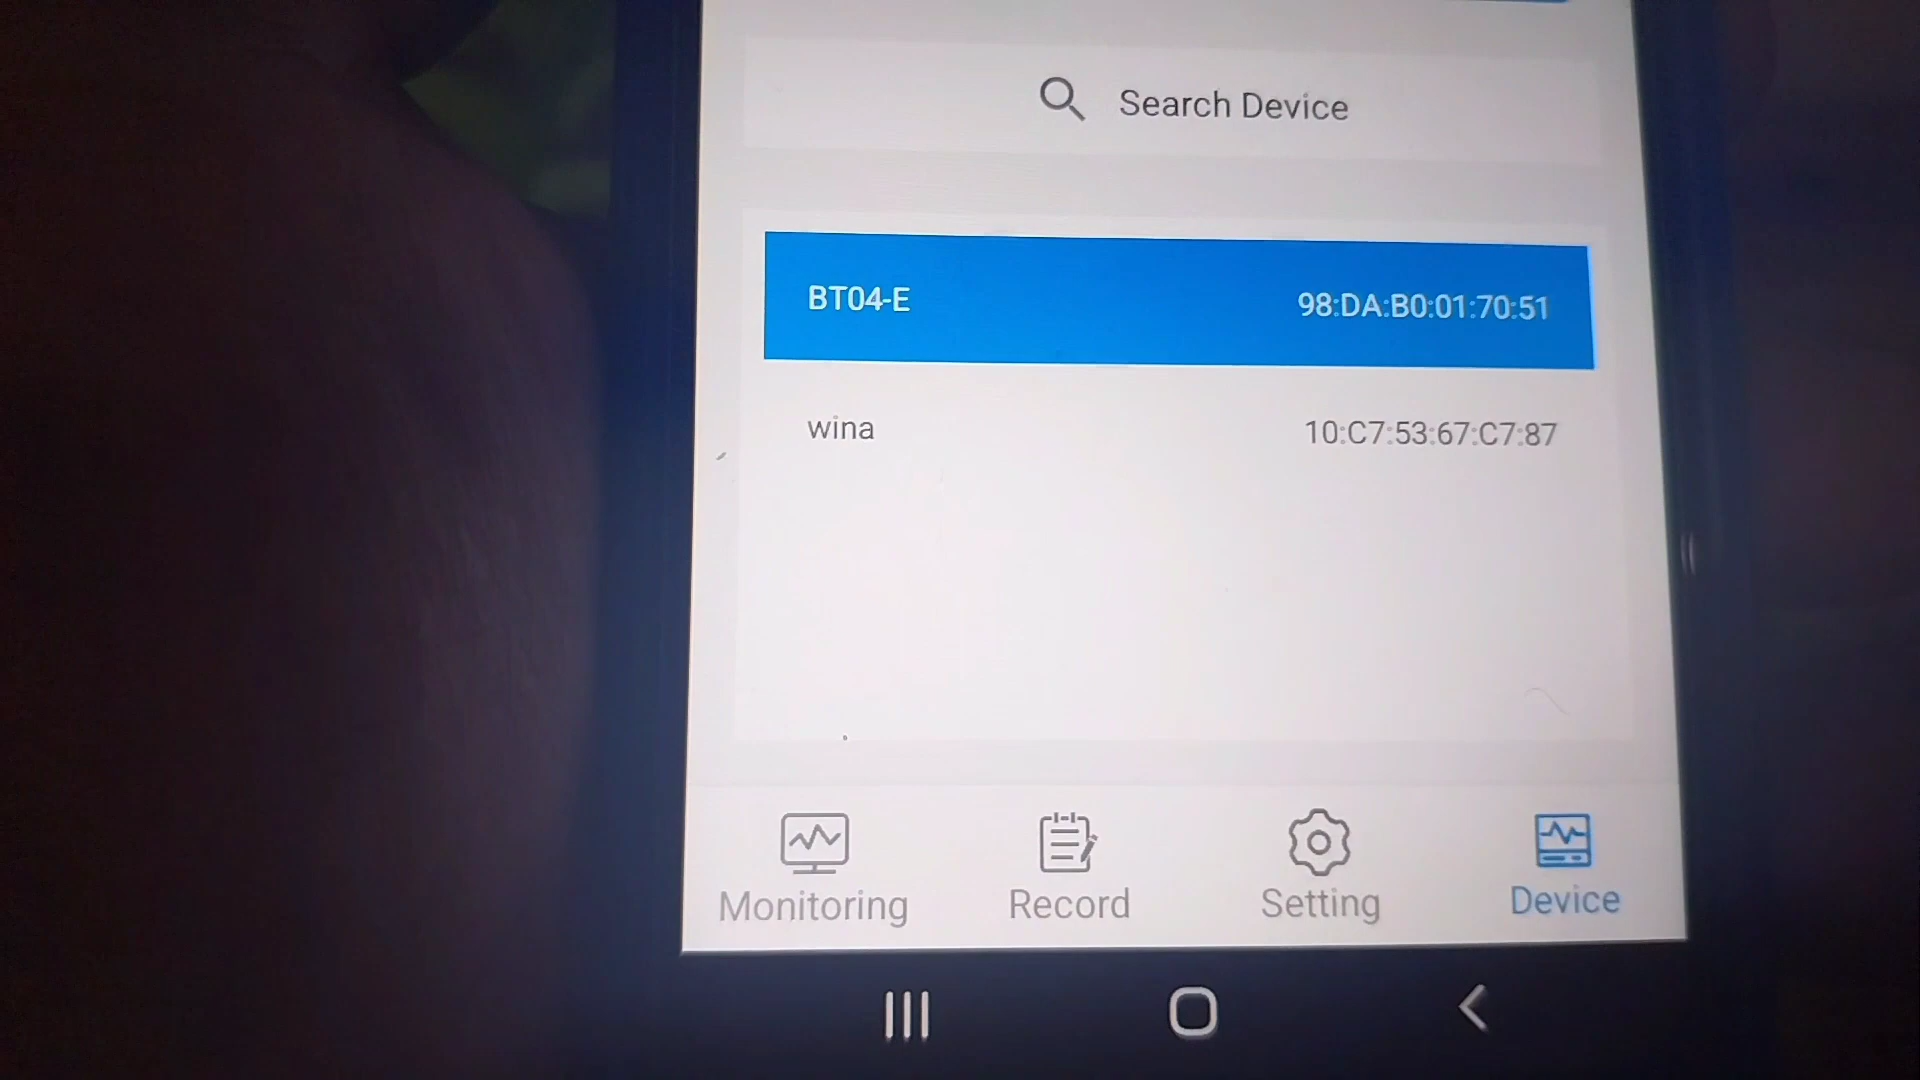 Search Device
BT04-E 98:DA:B0:01:70:51
wina 10:C7:53:67:C7:87
Monitoring Record Setting Device